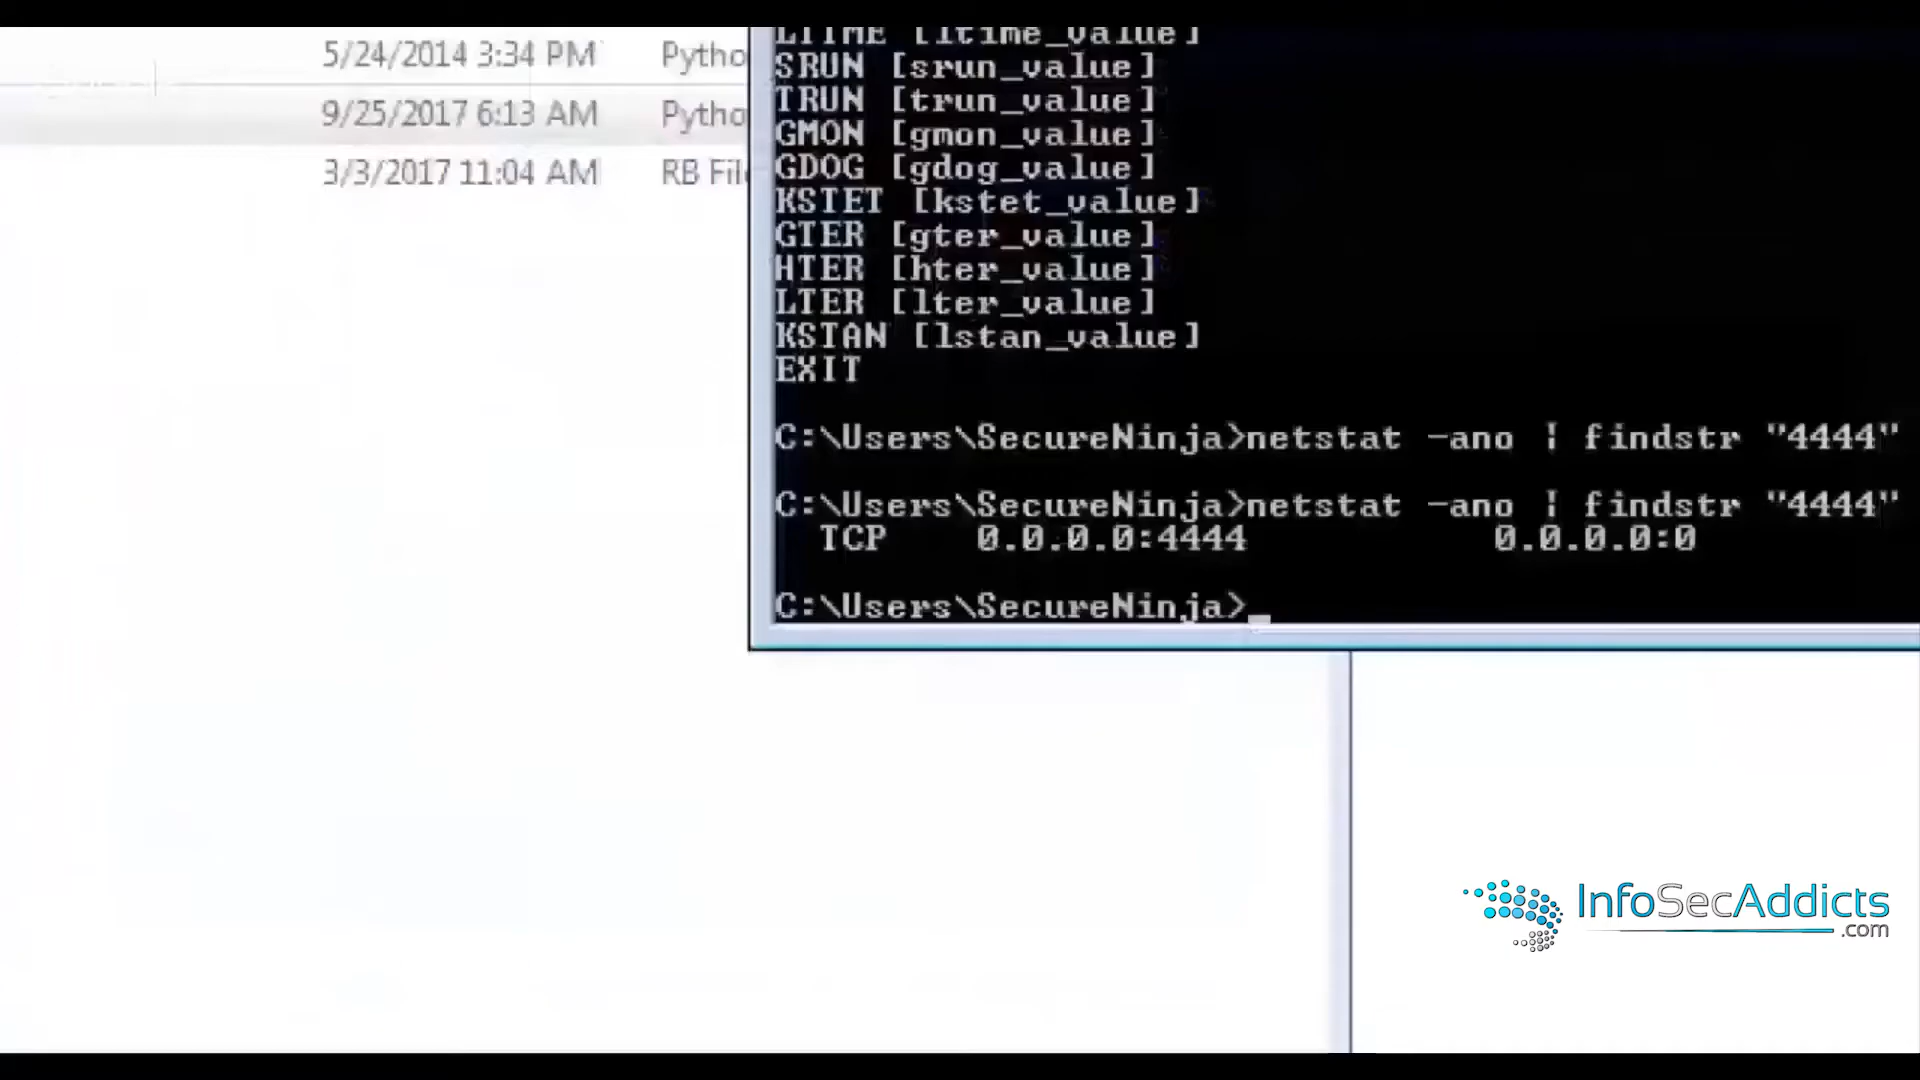 5/24/2014 3:34 PM Pytho
9/25/2017 6:13 AM Pytho
3/3/2017 11:04 AM RB Fil
LTIME [ltime_value]
SRUN [srun_value]
TRUN [trun_value]
GMON [gmon_value]
GDOG [gdog_value]
KSTET [kstet_value]
GTER [gter_value]
HTER [hter_value]
LTER [lter_value]
KSTAN [lstan_value]
EXIT
C:\Users\SecureNinja>netstat -ano | findstr "4444"
C:\Users\SecureNinja>netstat -ano | findstr "4444"
TCP 0.0.0.0:4444 0.0.0.0:0
C:\Users\SecureNinja>_
InfoSecAddicts
.com